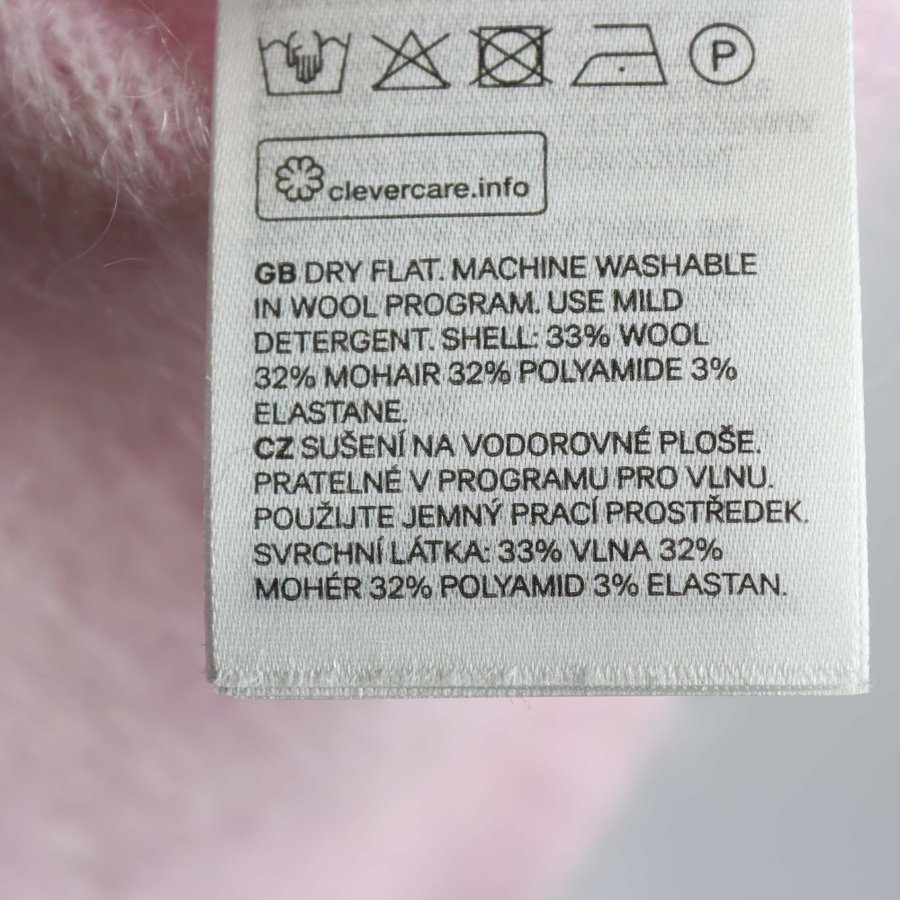 P
clevercare.info
GB DRY FLAT. MACHINE WASHABLE
IN WOOL PROGRAM. USE MILD
DETERGENT. SHELL: 33% WOOL
32% MOHAIR 32% POLYAMIDE 3%
ELASTANE.
CZ SUŠENÍ NA VODOROVNÉ PLOŠE.
PRATELNÉ V PROGRAMU PRO VLNU.
POUŽIJTE JEMNÝ PRACÍ PROSTŘEDEK.
SVRCHNÍ LÁTKA: 33% VLNA 32%
MOHÉR 32% POLYAMID 3% ELASTAN.